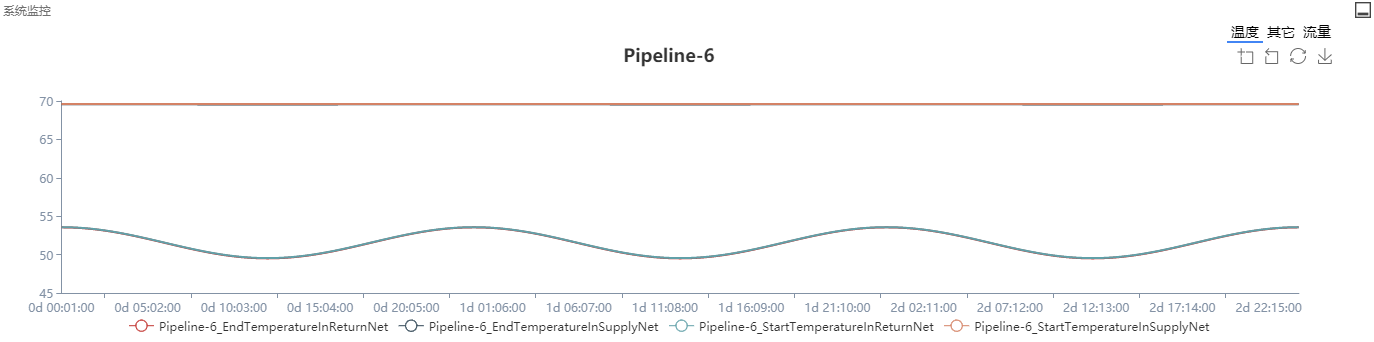 系统监控
温度 其它 流量
Pipeline-6
70
65
60
55
50
45
0d 00:01:00 0d 05:02:00 0d 10:03:00 0d 15:04:00 0d 20:05:00 1d 01:06:00 1d 06:07:00 1d 11:08:00 1d 16:09:00 1d 21:10:00 2d 02:11:00 2d 07:12:00 2d 12:13:00 2d 17:14:00 2d 22:15:00
Pipeline-6_EndTemperatureInReturnNet Pipeline-6_EndTemperatureInSupplyNet Pipeline-6_StartTemperatureInReturnNet Pipeline-6_StartTemperatureInSupplyNet